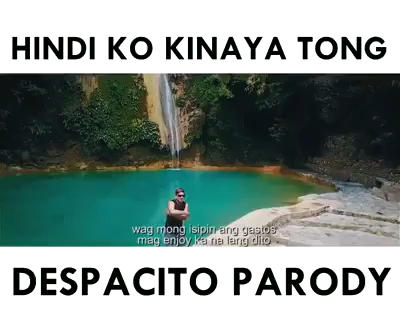 HINDI KO KINAYA TONG
wag mong isipin ang gastos
mag enjoy ka na lang dito
DESPACITO PARODY